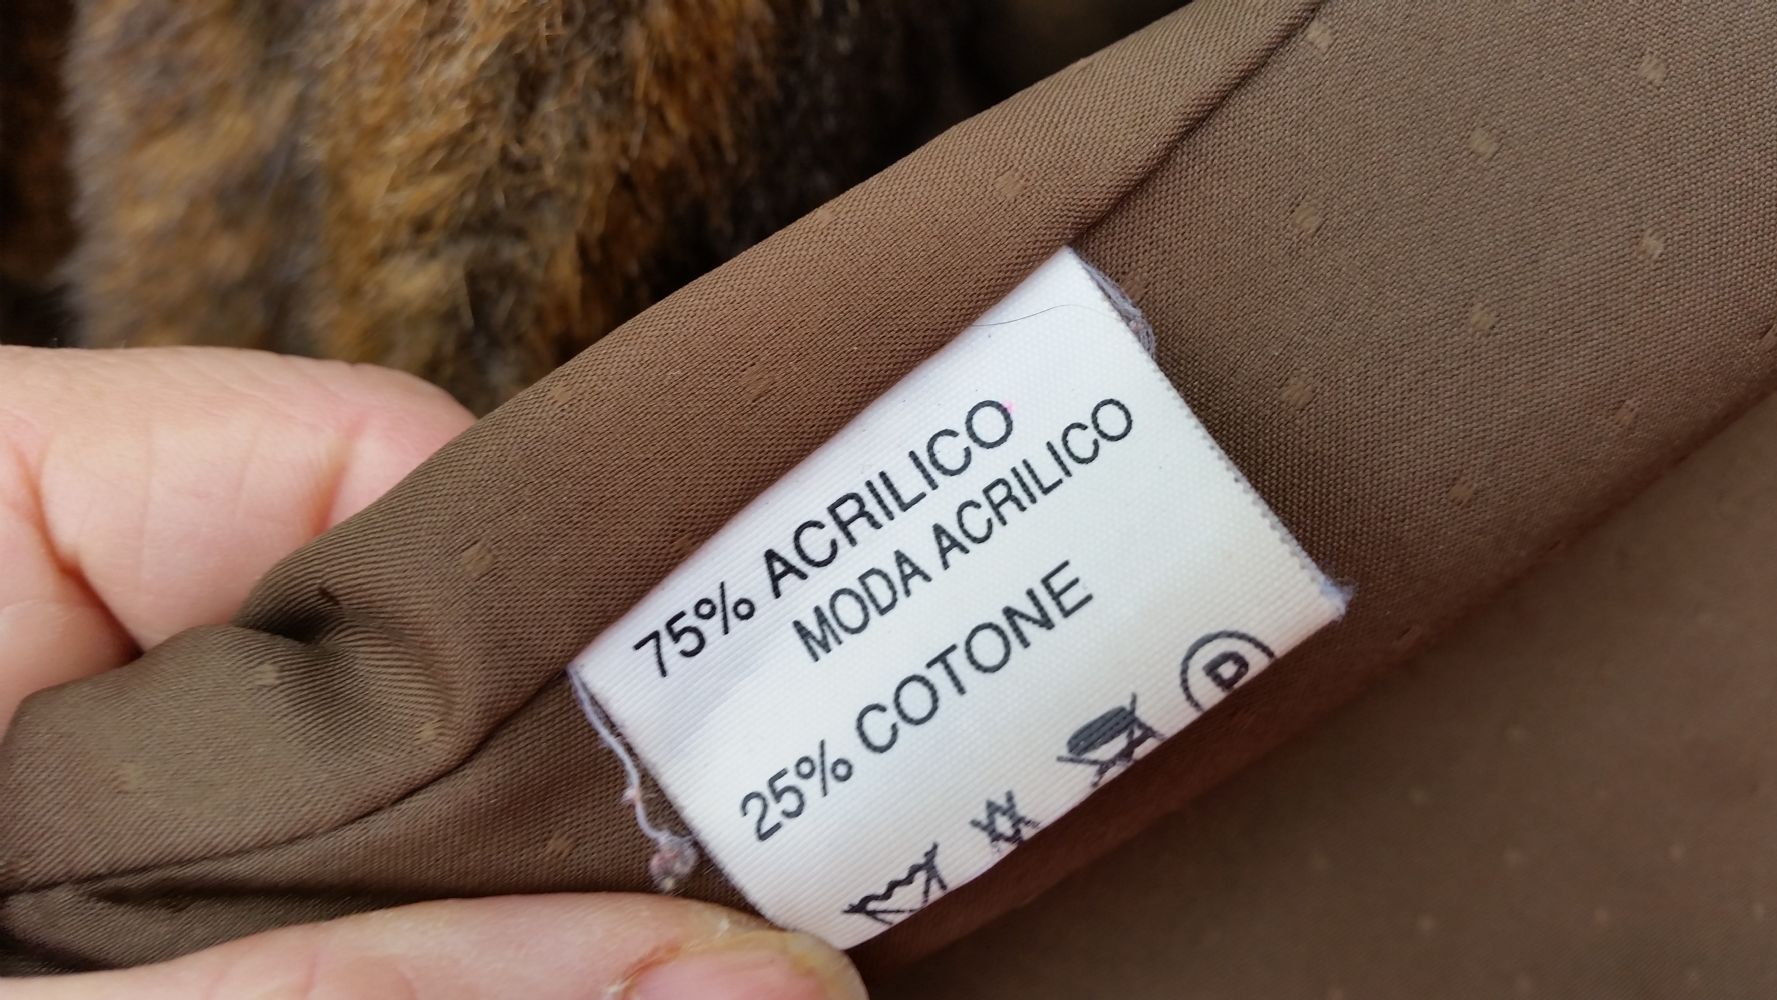 75% ACRILICO
MODA ACRILICO
25% COTONE
P